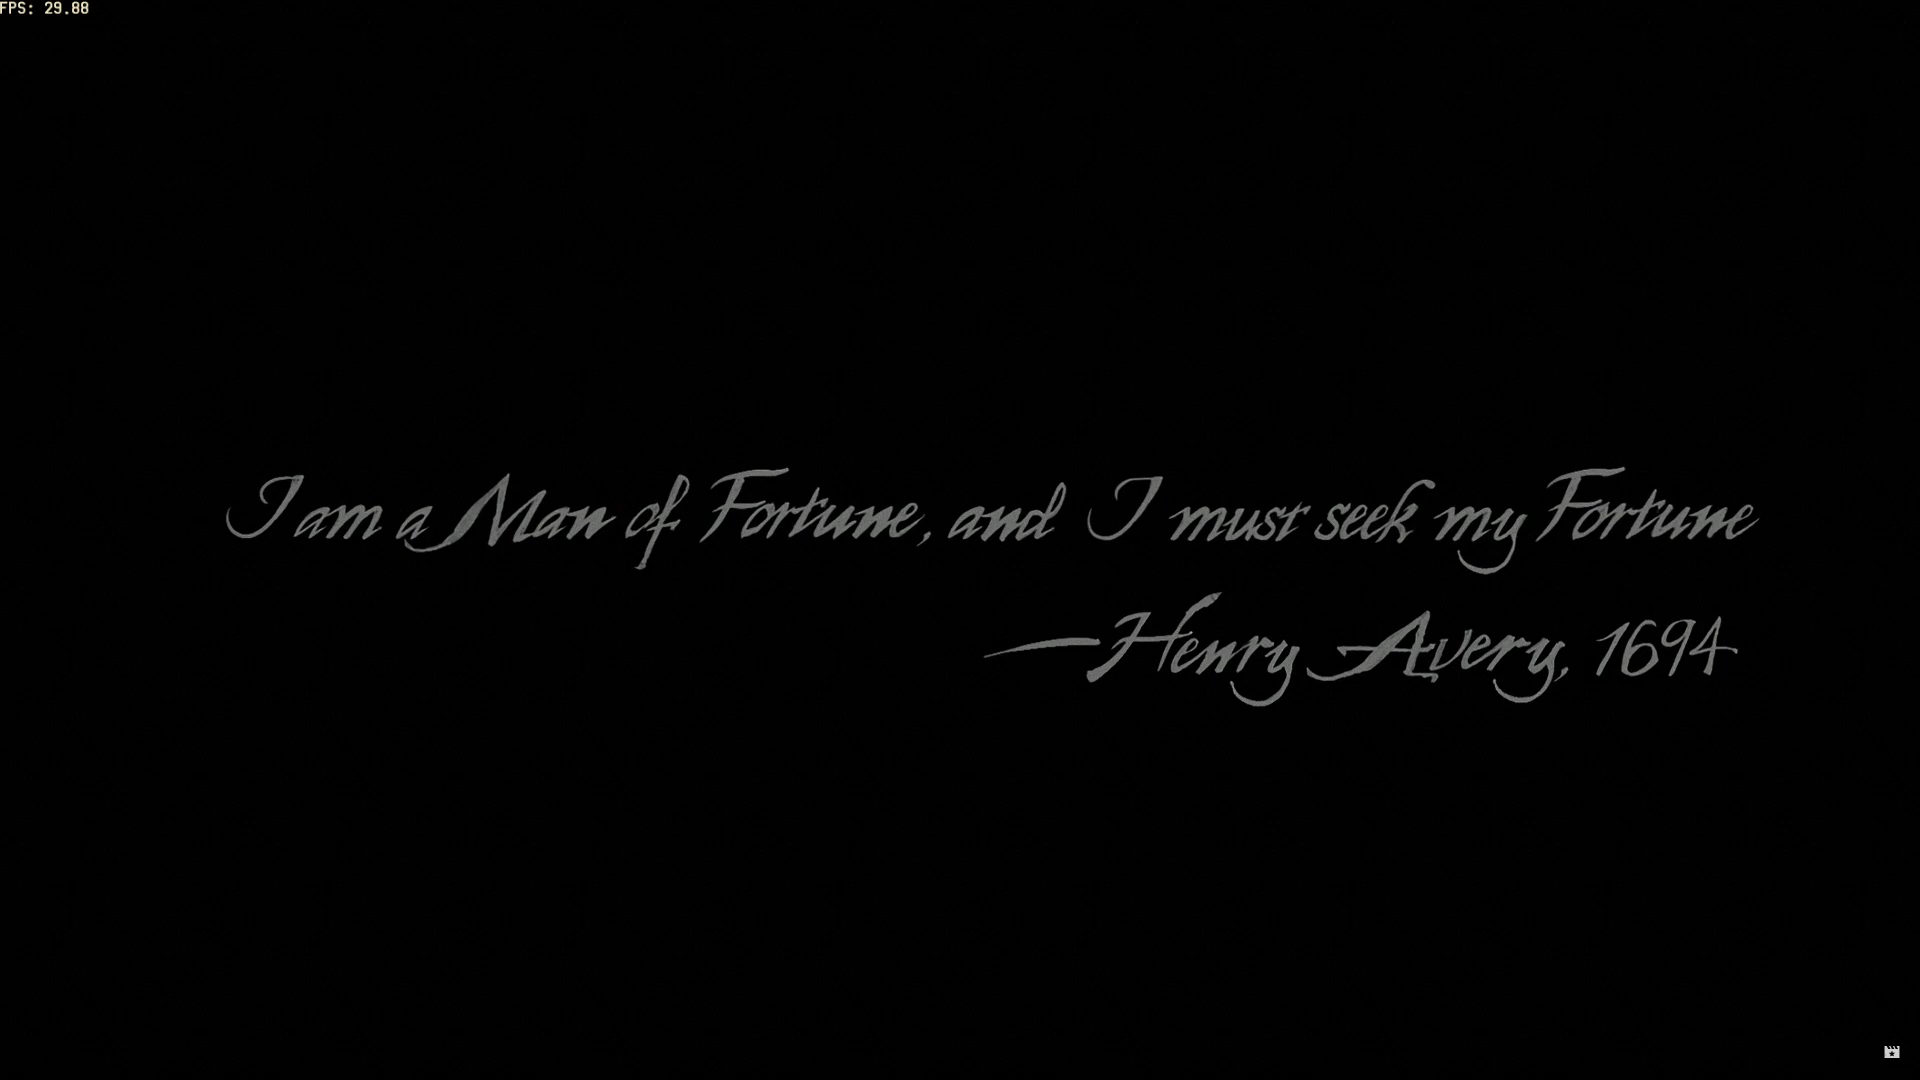 FPS: 29.88
I am a Man of Fortune, and I must seek my Fortune
—Henry Avery, 1694